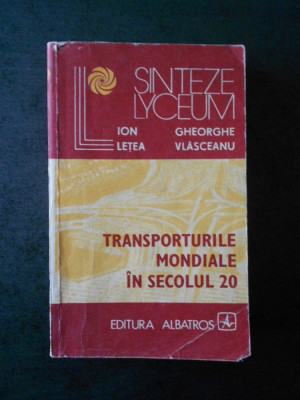 SINTEZE
LYCEUM
ION GHEORGHE
LEȚEA VLĂSCEANU
TRANSPORTURILE
MONDIALE
ÎN SECOLUL 20
EDITURA ALBATROS